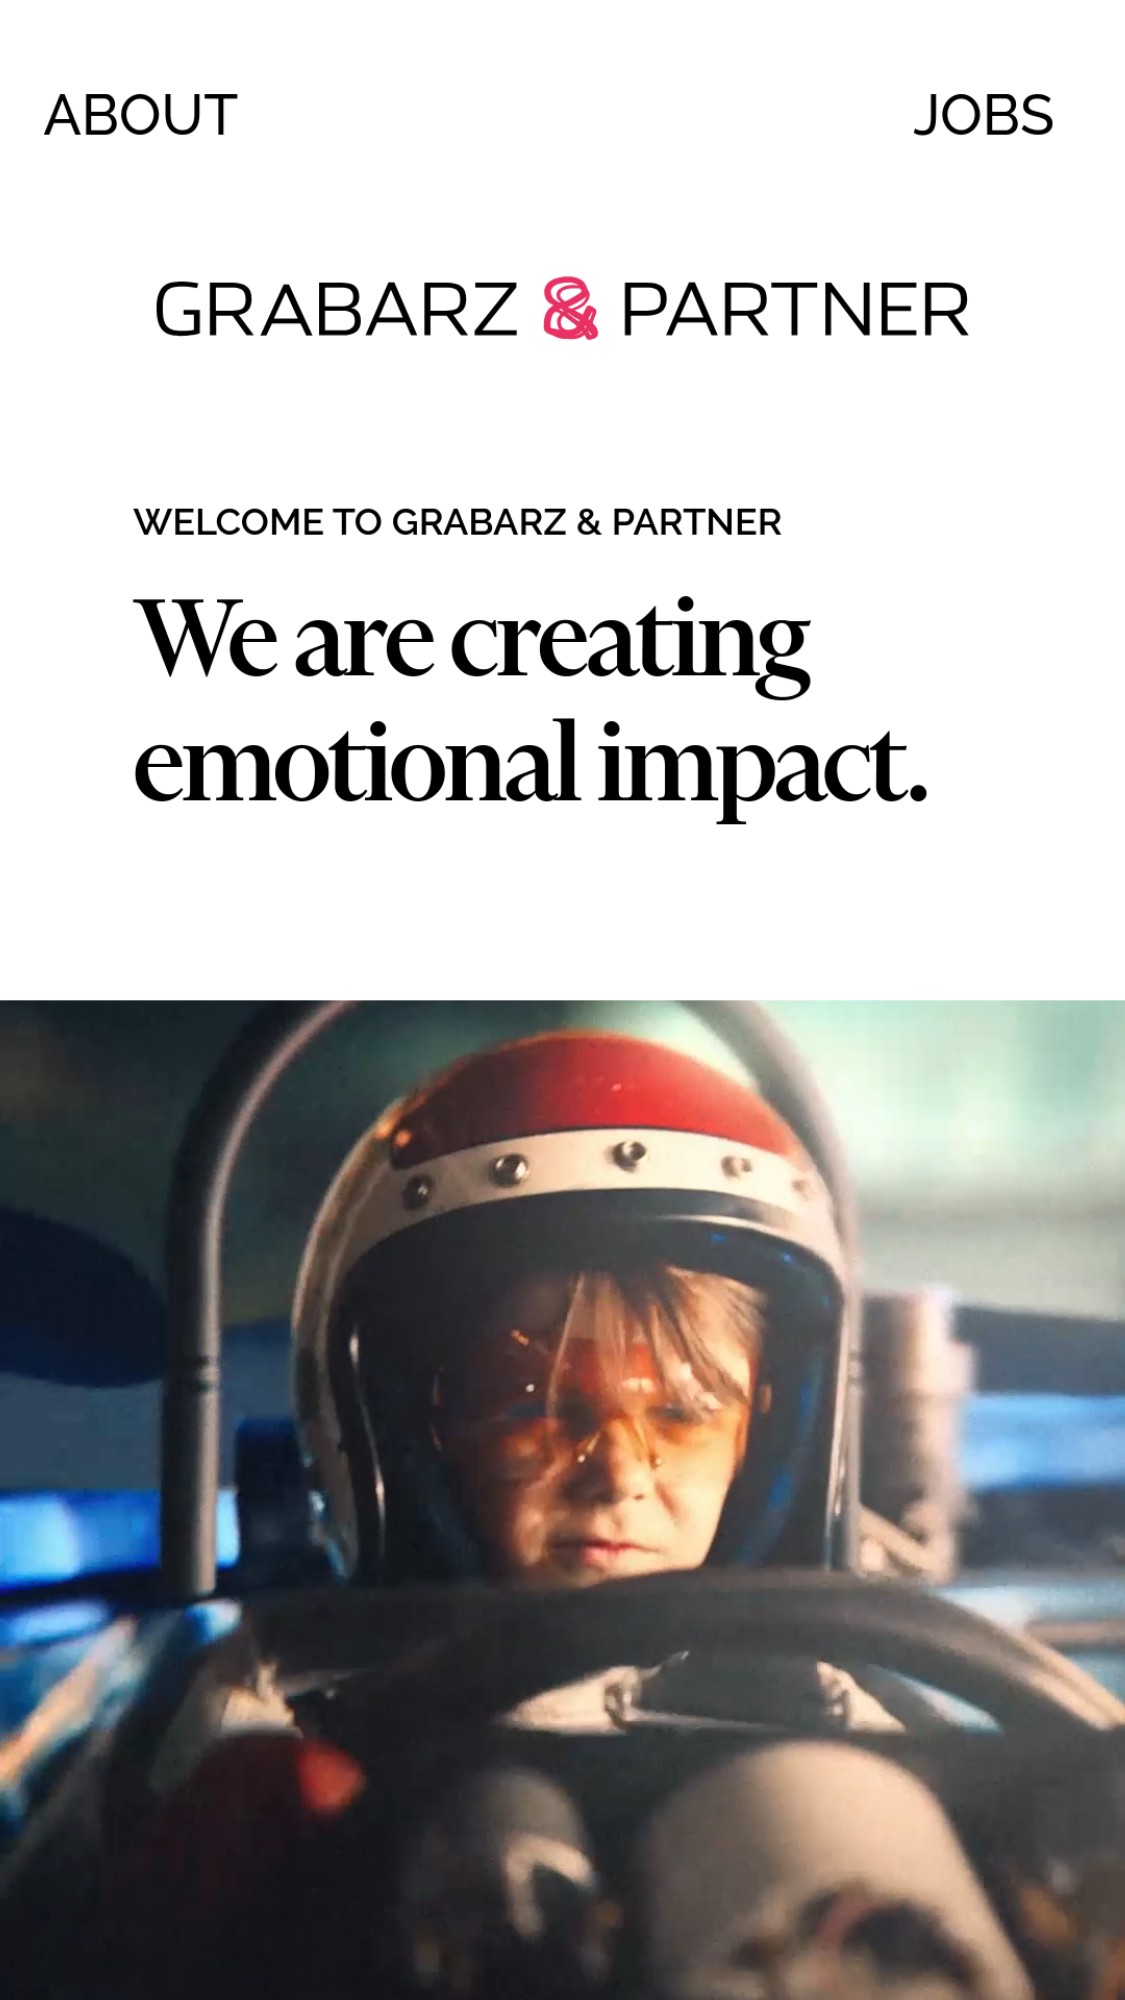 ABOUT
JOBS
GRABARZ & PARTNER
WELCOME TO GRABARZ & PARTNER
We are creating
emotional impact.